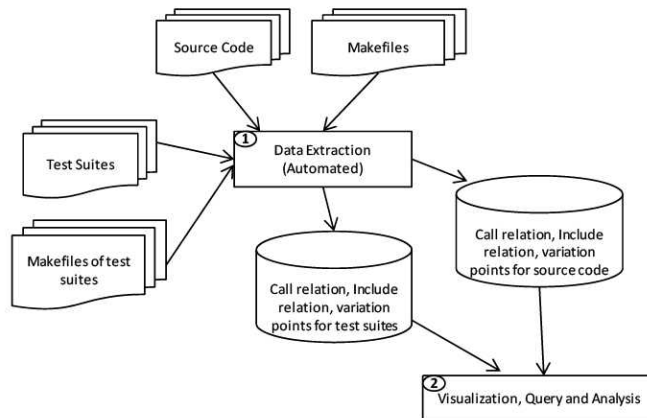 Source Code
Makefiles
1
Data Extraction
(Automated)
Test Suites
Makefiles of test
suites
Call relation, Include
relation, variation
points for source code
Call relation, Include
relation, variation
points for test suites
2
Visualization, Query and Analysis